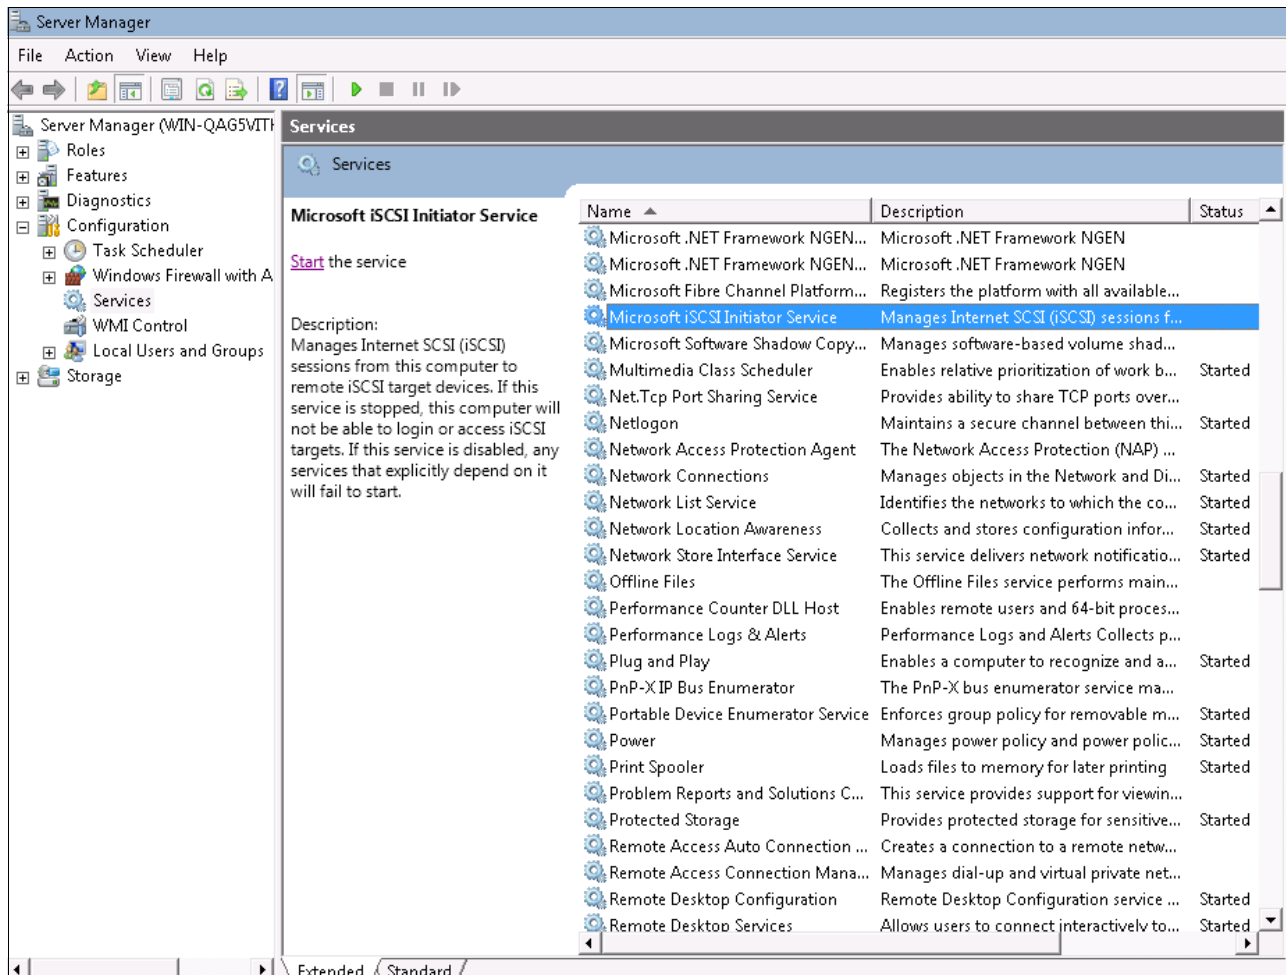 Server Manager
File Action View Help
Server Manager (WIN-QAG5VITH
Roles
Features
Diagnostics
Configuration
Task Scheduler
Windows Firewall with A
Services
WMI Control
Local Users and Groups
Storage
Services
Services
Microsoft iSCSI Initiator Service
Start the service
Description:
Manages Internet SCSI (iSCSI)
sessions from this computer to
remote iSCSI target devices. If this
service is stopped, this computer will
not be able to login or access iSCSI
targets. If this service is disabled, any
services that explicitly depend on it
will fail to start.
Name Description Status
Microsoft .NET Framework NGEN... Microsoft .NET Framework NGEN
Microsoft .NET Framework NGEN... Microsoft .NET Framework NGEN
Microsoft Fibre Channel Platform... Registers the platform with all available...
Microsoft iSCSI Initiator Service Manages Internet SCSI (iSCSI) sessions f...
Microsoft Software Shadow Copy... Manages software-based volume shad...
Multimedia Class Scheduler Enables relative prioritization of work b... Started
Net.Tcp Port Sharing Service Provides ability to share TCP ports over...
Netlogon Maintains a secure channel between thi... Started
Network Access Protection Agent The Network Access Protection (NAP) ...
Network Connections Manages objects in the Network and Di... Started
Network List Service Identifies the networks to which the co... Started
Network Location Awareness Collects and stores configuration infor... Started
Network Store Interface Service This service delivers network notificatio... Started
Offline Files The Offline Files service performs main...
Performance Counter DLL Host Enables remote users and 64-bit proces...
Performance Logs & Alerts Performance Logs and Alerts Collects p...
Plug and Play Enables a computer to recognize and a... Started
PnP-X IP Bus Enumerator The PnP-X bus enumerator service ma...
Portable Device Enumerator Service Enforces group policy for removable m... Started
Power Manages power policy and power polic... Started
Print Spooler Loads files to memory for later printing Started
Problem Reports and Solutions C... This service provides support for viewin...
Protected Storage Provides protected storage for sensitive... Started
Remote Access Auto Connection ... Creates a connection to a remote netw...
Remote Access Connection Mana... Manages dial-up and virtual private net...
Remote Desktop Configuration Remote Desktop Configuration service ... Started
Remote Desktop Services Allows users to connect interactively to... Started
Extended Standard